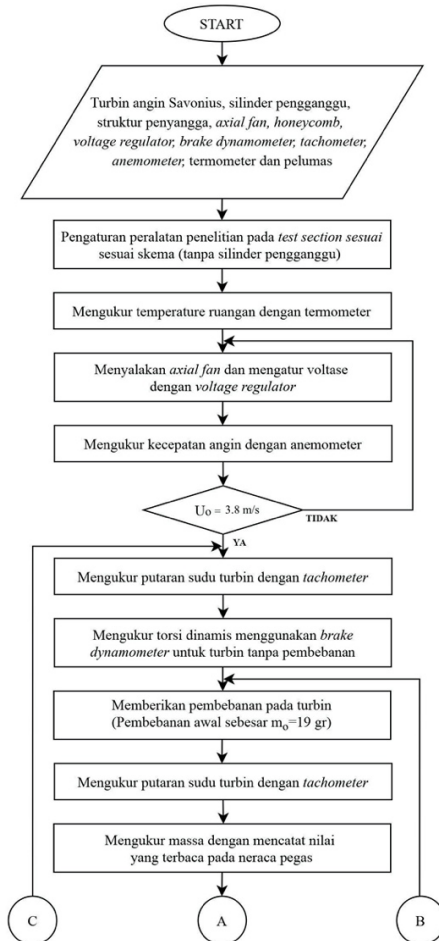 START
Turbin angin Savonius, silinder pengganggu,
struktur penyangga, axial fan, honeycomb,
voltage regulator, brake dynamometer, tachometer,
anemometer, termometer dan pelumas
Pengaturan peralatan penelitian pada test section sesuai
sesuai skema (tanpa silinder pengganggu)
Mengukur temperature ruangan dengan termometer
Menyalakan axial fan dan mengatur voltase
dengan voltage regulator
Mengukur kecepatan angin dengan anemometer
Uo = 3.8 m/s
TIDAK
YA
Mengukur putaran sudu turbin dengan tachometer
Mengukur torsi dinamis menggunakan brake
dynamometer untuk turbin tanpa pembebanan
Memberikan pembebanan pada turbin
(Pembebanan awal sebesar mo=19 gr)
Mengukur putaran sudu turbin dengan tachometer
Mengukur massa dengan mencatat nilai
yang terbaca pada neraca pegas
C
A
B